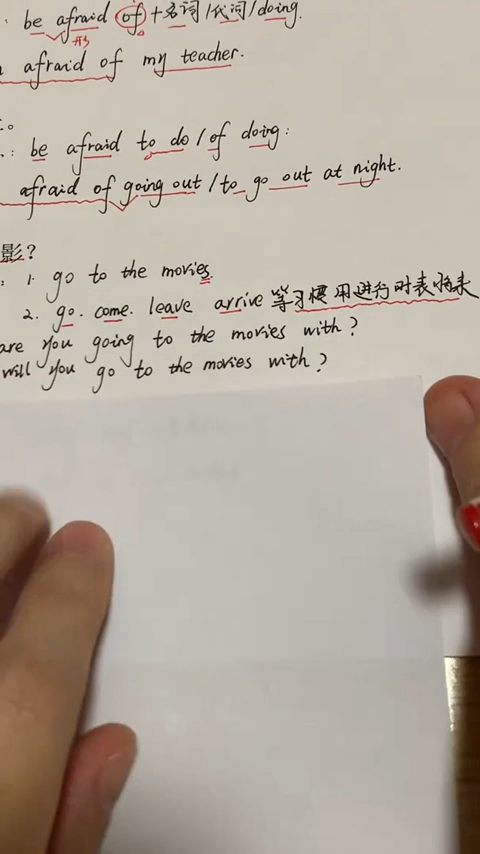 : be afraid of + 名词/代词/doing.
形
afraid of my teacher.
: be afraid to do / of doing:
afraid of going out / to go out at night.
影?
1. go to the movies.
2. go. come. leave arrive 等习惯用进行时表将来
are you going to the movies with?
will you go to the movies with?